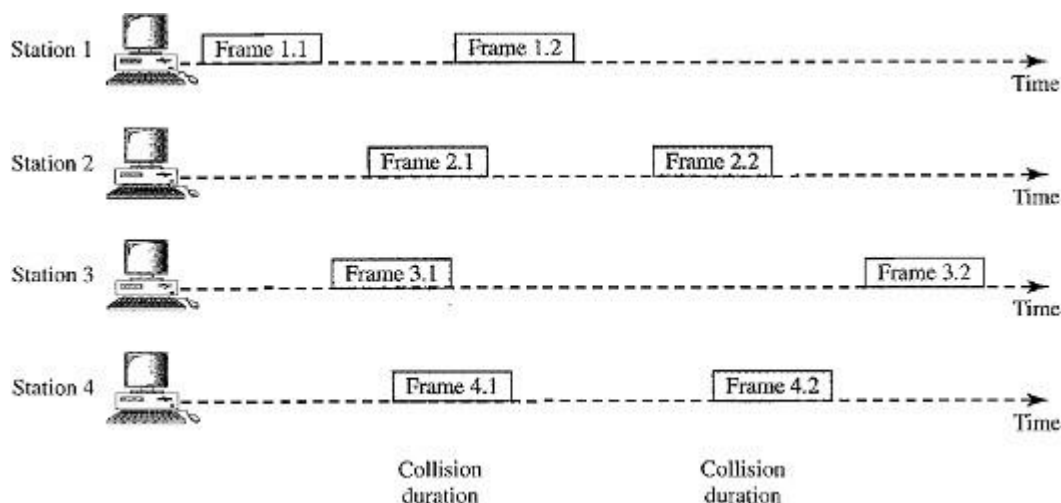 Station 1
Frame 1.1
Frame 1.2
Time
Station 2
Frame 2.1
Frame 2.2
Time
Station 3
Frame 3.1
Frame 3.2
Time
Station 4
Frame 4.1
Frame 4.2
Time
Collision
duration
Collision
duration